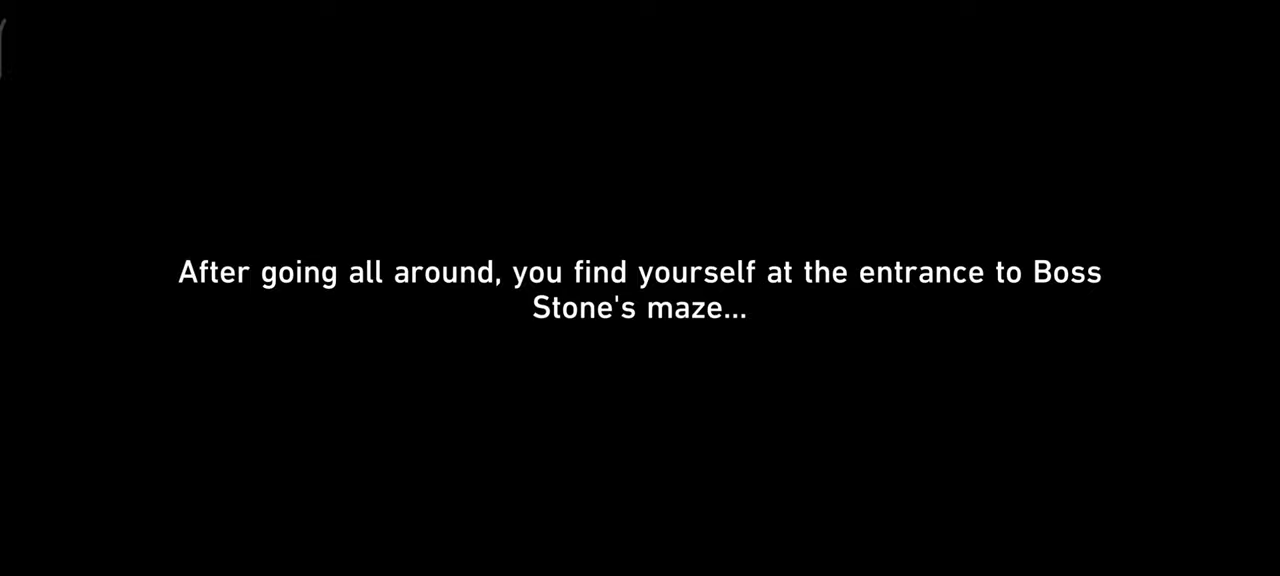 After going all around, you find yourself at the entrance to Boss
Stone's maze...